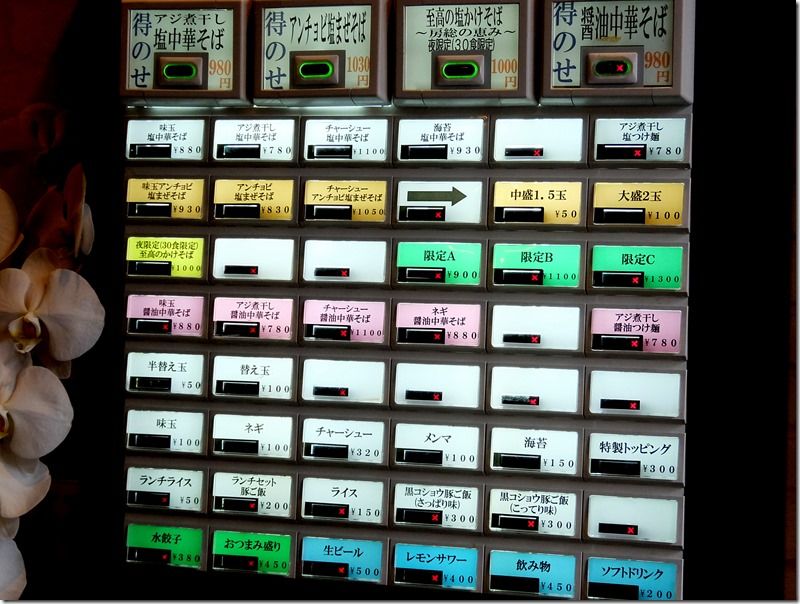 得のせ
アジ煮干し
塩中華そば
980円
得のせ
アンチョビ塩まぜそば
1030円
至高の塩かけそば
～房総の恵み～
夜限定(30食限定)
1000円
得のせ
醤油中華そば
980円
味玉
塩中華そば
¥880
アジ煮干し
塩中華そば
¥780
チャーシュー
塩中華そば
¥1100
海苔
塩中華そば
¥930
アジ煮干し
塩つけ麺
¥780
味玉アンチョビ
塩まぜそば
¥930
アンチョビ
塩まぜそば
¥830
チャーシュー
アンチョビ塩まぜそば
¥1050
中盛1.5玉
¥50
大盛2玉
¥100
夜限定(30食限定)
至高のかけそば
¥1000
限定A
¥900
限定B
¥1100
限定C
¥1300
味玉
醤油中華そば
¥880
アジ煮干し
醤油中華そば
¥780
チャーシュー
醤油中華そば
¥1100
ネギ
醤油中華そば
¥880
アジ煮干し
醤油つけ麺
¥780
半替え玉
¥50
替え玉
¥100
味玉
¥100
ネギ
¥100
チャーシュー
¥320
メンマ
¥100
海苔
¥150
特製トッピング
¥300
ランチライス
¥50
ランチセット
豚ご飯
¥200
ライス
¥150
黒コショウ豚ご飯
(さっぱり味)
¥300
黒コショウ豚ご飯
(こってり味)
¥300
水餃子
¥380
おつまみ盛り
¥450
生ビール
¥500
レモンサワー
¥400
飲み物
¥450
ソフトドリンク
¥200